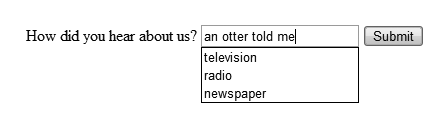 How did you hear about us? an otter told me Submit
television
radio
newspaper